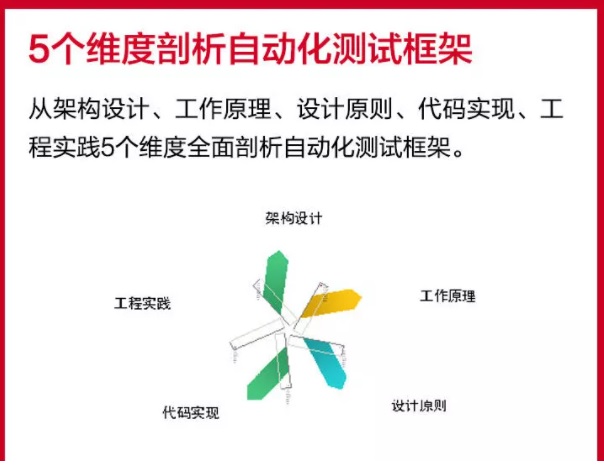 5个维度剖析自动化测试框架
从架构设计、工作原理、设计原则、代码实现、工
程实践5个维度全面剖析自动化测试框架。
架构设计
工程实践
工作原理
代码实现
设计原则